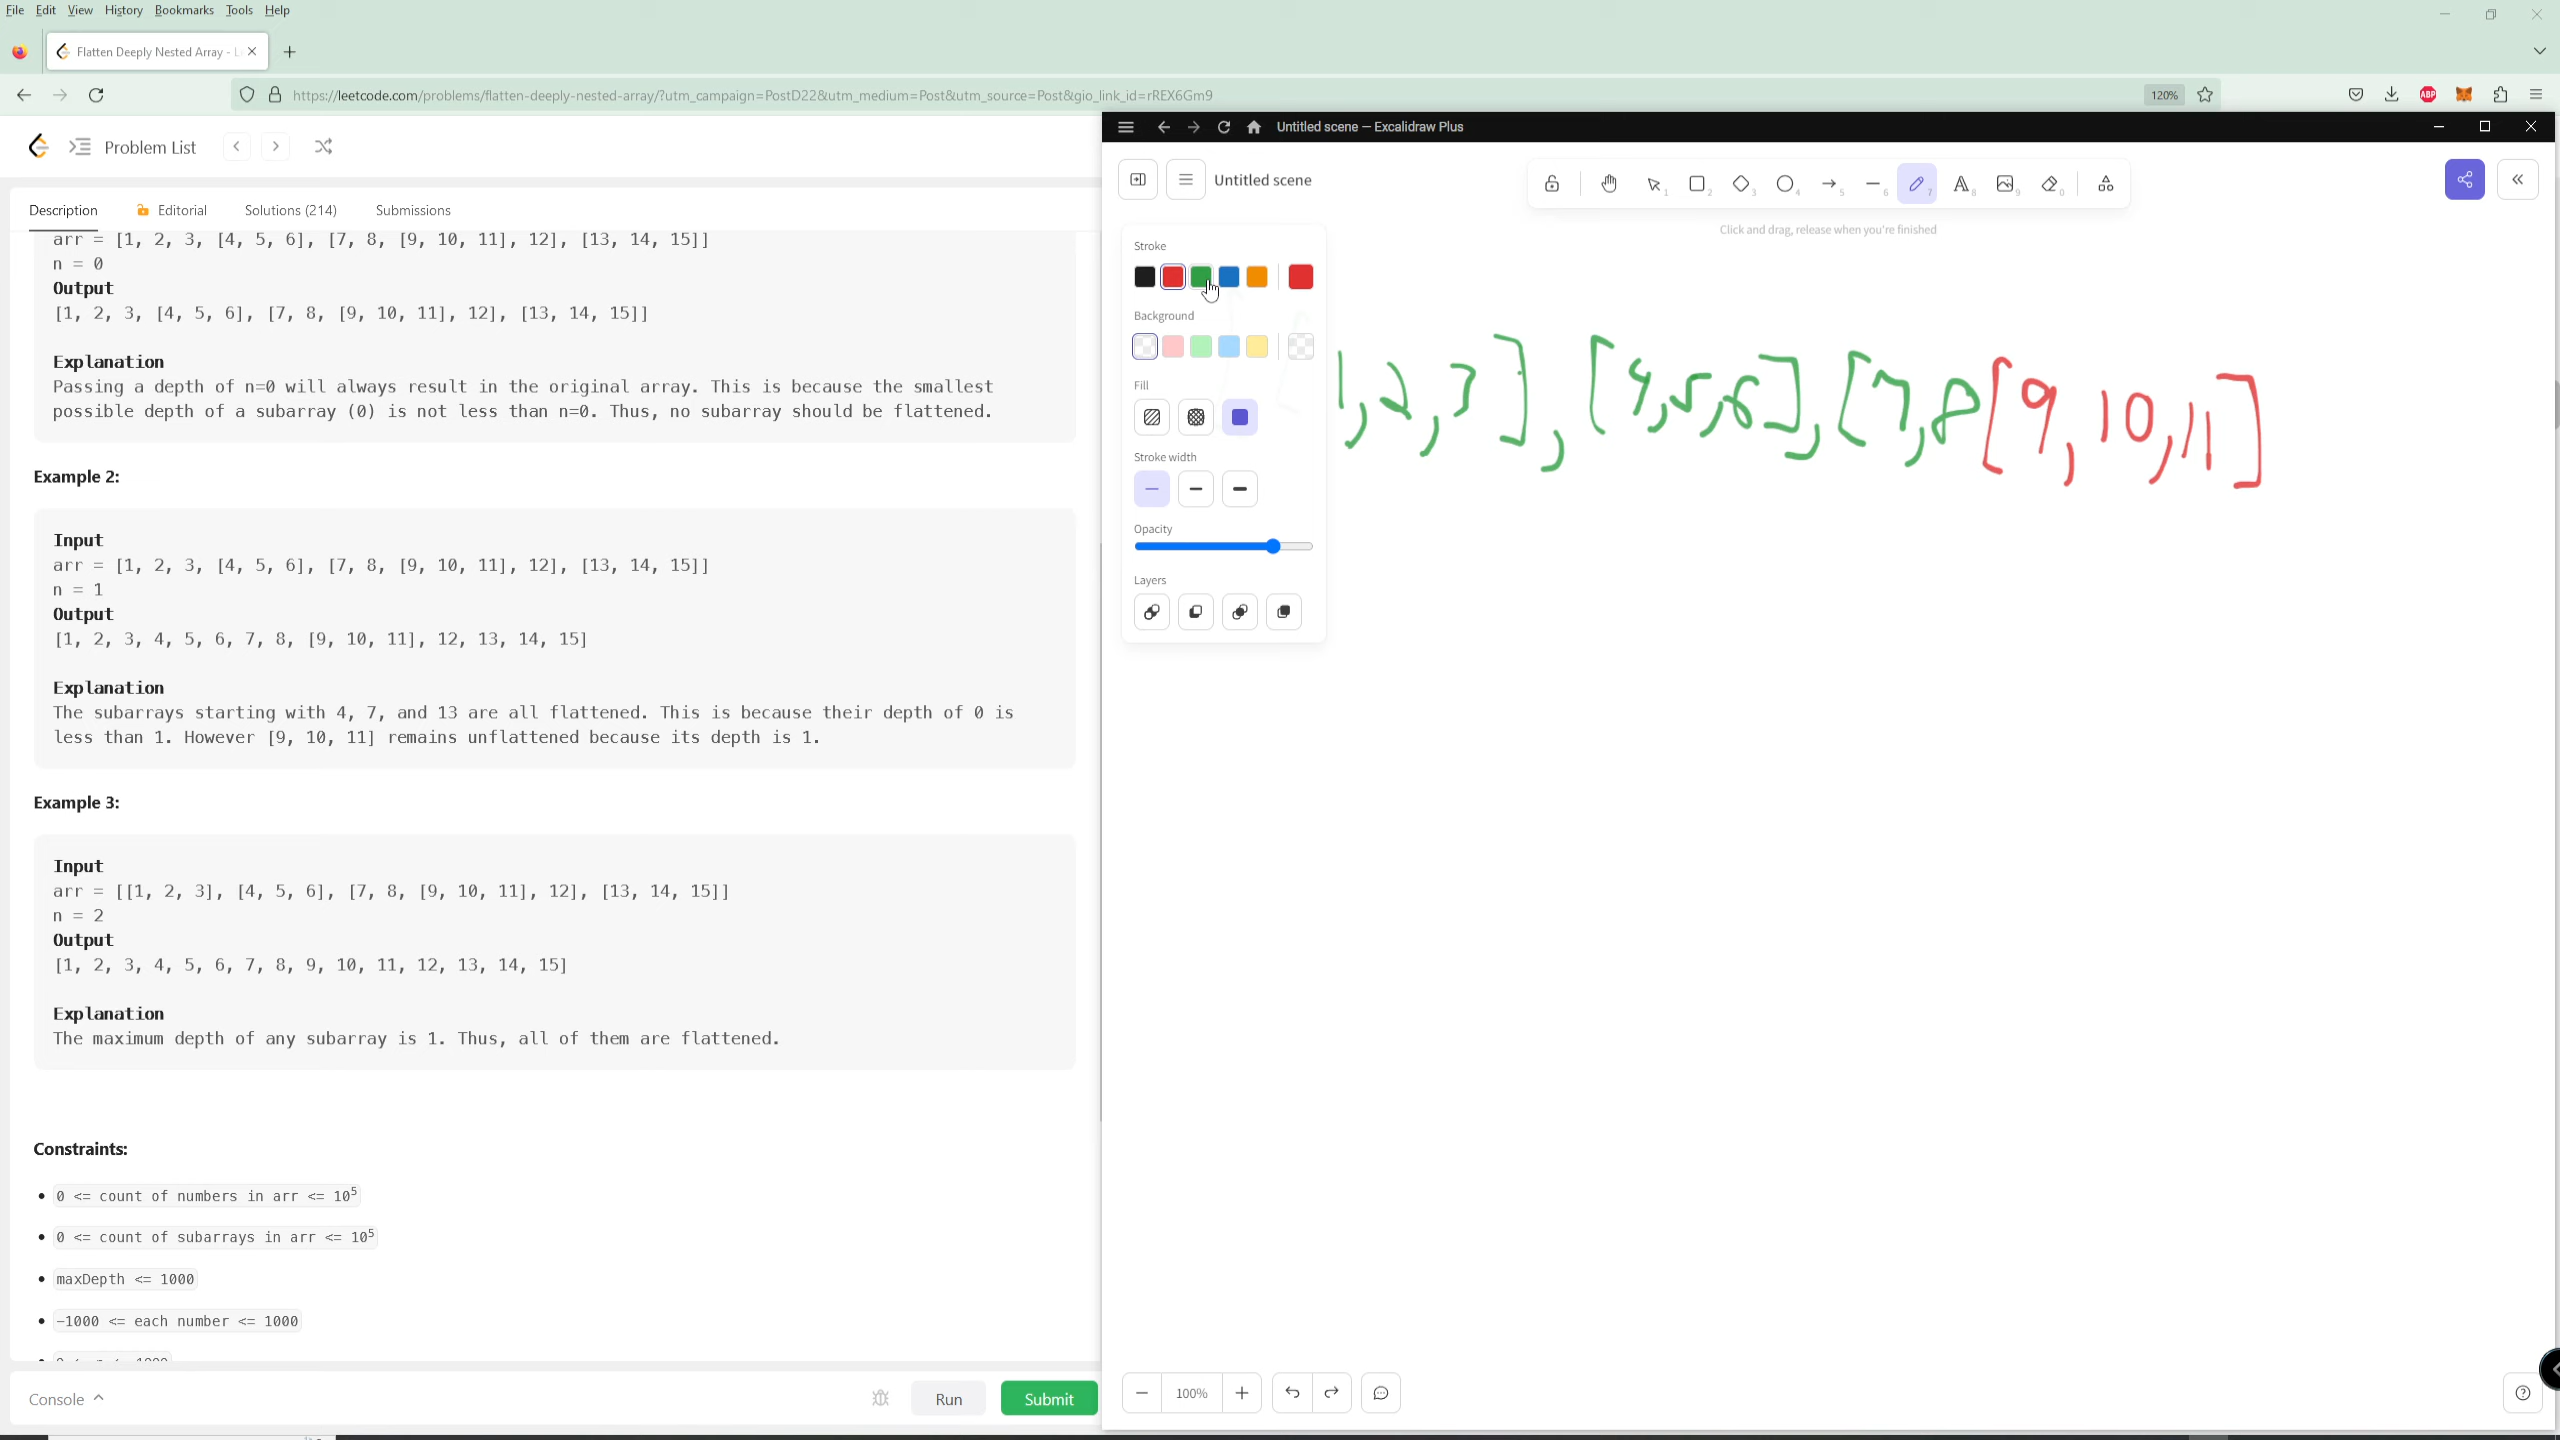 File Edit View History Bookmarks Tools Help
Flatten Deeply Nested Array - L
https://leetcode.com/problems/flatten-deeply-nested-array/?utm_campaign=PostD22&utm_medium=Post&utm_source=Post&gio_link_id=rREX6Gm9
120%
ABP
Problem List
Description Editorial Solutions (214) Submissions
arr = [1, 2, 3, [4, 5, 6], [7, 8, [9, 10, 11], 12], [13, 14, 15]]
n = 0
Output
[1, 2, 3, [4, 5, 6], [7, 8, [9, 10, 11], 12], [13, 14, 15]]
Explanation
Passing a depth of n=0 will always result in the original array. This is because the smallest
possible depth of a subarray (0) is not less than n=0. Thus, no subarray should be flattened.
Example 2:
Input
arr = [1, 2, 3, [4, 5, 6], [7, 8, [9, 10, 11], 12], [13, 14, 15]]
n = 1
Output
[1, 2, 3, 4, 5, 6, 7, 8, [9, 10, 11], 12, 13, 14, 15]
Explanation
The subarrays starting with 4, 7, and 13 are all flattened. This is because their depth of 0 is
less than 1. However [9, 10, 11] remains unflattened because its depth is 1.
Example 3:
Input
arr = [[1, 2, 3], [4, 5, 6], [7, 8, [9, 10, 11], 12], [13, 14, 15]]
n = 2
Output
[1, 2, 3, 4, 5, 6, 7, 8, 9, 10, 11, 12, 13, 14, 15]
Explanation
The maximum depth of any subarray is 1. Thus, all of them are flattened.
Constraints:
• 0 <= count of numbers in arr <= 10⁵
• 0 <= count of subarrays in arr <= 10⁵
• maxDepth <= 1000
• -1000 <= each number <= 1000
Console Run Submit
Untitled scene — Excalidraw Plus
Untitled scene
1 2 3 4 5 6 7 8 9 0
Click and drag, release when you're finished
Stroke
Background
Fill
Stroke width
Opacity
Layers
1,2,3],[4,5,6],[7,8[9,10,11]
100%